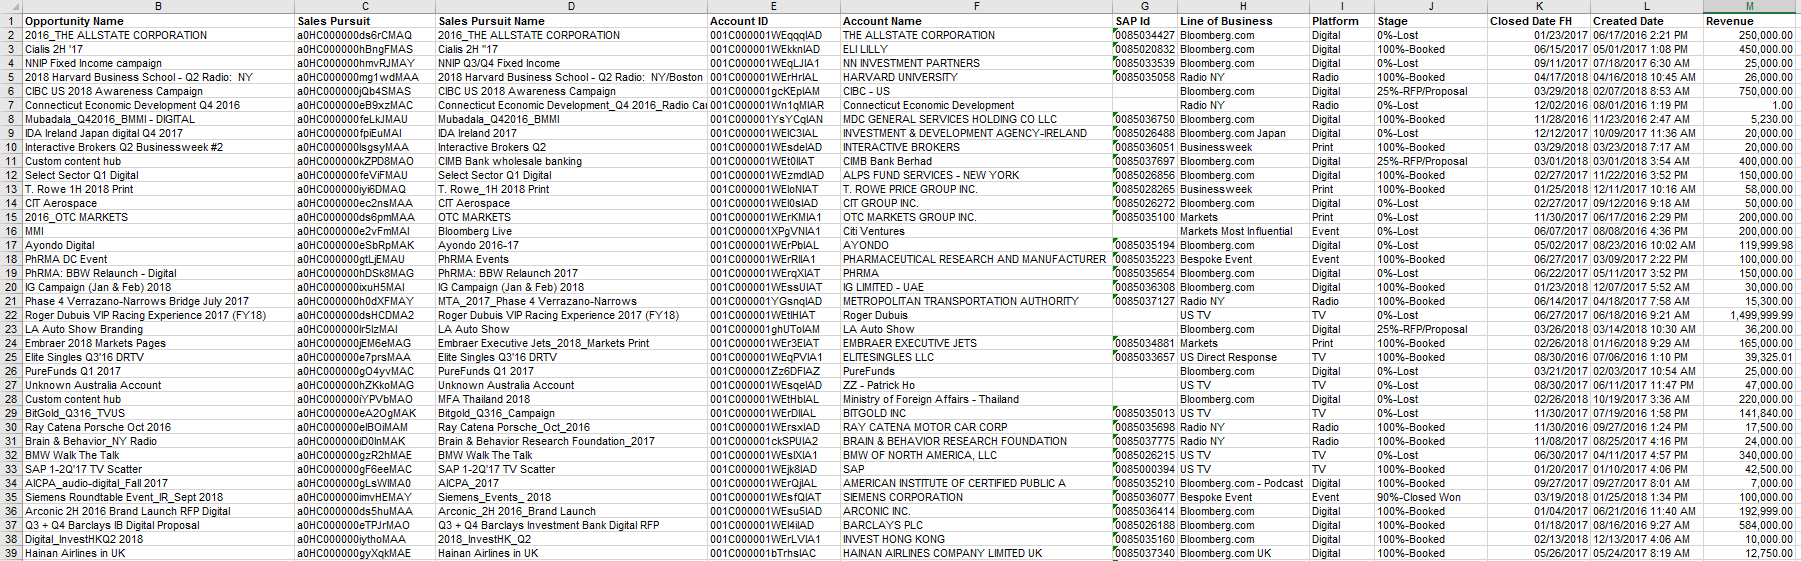 B C D E F G H I J K L M
1 Opportunity Name Sales Pursuit Sales Pursuit Name Account ID Account Name SAP Id Line of Business Platform Stage Closed Date FH Created Date Revenue
2 2016_THE ALLSTATE CORPORATION a0HC000000ds6rCMAQ 2016_THE ALLSTATE CORPORATION 001C000001WEqqqIAD THE ALLSTATE CORPORATION 0085034427 Bloomberg.com Digital 0%-Lost 01/23/2017 06/17/2016 2:21 PM 250,000.00
3 Cialis 2H '17 a0HC000000hBngFMAS Cialis 2H "17 001C000001WEkknIAD ELI LILLY 0085020832 Bloomberg.com Digital 100%-Booked 06/15/2017 05/01/2017 1:08 PM 450,000.00
4 NNIP Fixed Income campaign a0HC000000hmvRJMAY NNIP Q3/Q4 Fixed Income 001C000001WEqLJIA1 NN INVESTMENT PARTNERS 0085033539 Bloomberg.com Digital 0%-Lost 09/11/2017 07/18/2017 6:30 AM 25,000.00
5 2018 Harvard Business School - Q2 Radio: NY a0HC000000mg1wdMAA 2018 Harvard Business School - Q2 Radio: NY/Boston 001C000001WErHrIAL HARVARD UNIVERSITY 0085035058 Radio NY Radio 100%-Booked 04/17/2018 04/16/2018 10:45 AM 26,000.00
6 CIBC US 2018 Awareness Campaign a0HC000000jQb4SMAS CIBC US 2018 Awareness Campaign 001C000001gcKEpIAM CIBC - US Bloomberg.com Digital 25%-RFP/Proposal 03/29/2018 02/07/2018 8:53 AM 750,000.00
7 Connecticut Economic Development Q4 2016 a0HC000000eB9xzMAC Connecticut Economic Development_Q4 2016_Radio Ca 001C000001Wn1qMIAR Connecticut Economic Development Radio NY Radio 0%-Lost 12/02/2016 08/01/2016 1:19 PM 1.00
8 Mubadala_Q42016_BMMI - DIGITAL a0HC000000feLkJMAU Mubadala_Q42016_BMMI 001C000001YsYCqIAN MDC GENERAL SERVICES HOLDING CO LLC 0085036750 Bloomberg.com Digital 100%-Booked 11/28/2016 11/23/2016 2:47 AM 5,230.00
9 IDA Ireland Japan digital Q4 2017 a0HC000000fpiEuMAI IDA Ireland 2017 001C000001WElC3IAL INVESTMENT & DEVELOPMENT AGENCY-IRELAND 0085026488 Bloomberg.com Japan Digital 0%-Lost 12/12/2017 10/09/2017 11:36 AM 20,000.00
10 Interactive Brokers Q2 Businessweek #2 a0HC000000lsgsyMAA Interactive Brokers Q2 001C000001WEsdeIAD INTERACTIVE BROKERS 0085036051 Businessweek Print 100%-Booked 03/29/2018 03/23/2018 7:17 AM 20,000.00
11 Custom content hub a0HC000000kZPD8MAO CIMB Bank wholesale banking 001C000001WEt0lIAT CIMB Bank Berhad 0085037697 Bloomberg.com Digital 25%-RFP/Proposal 03/01/2018 03/01/2018 3:54 AM 400,000.00
12 Select Sector Q1 Digital a0HC000000feViFMAU Select Sector Q1 Digital 001C000001WEzmdIAD ALPS FUND SERVICES - NEW YORK 0085026856 Bloomberg.com Digital 100%-Booked 02/27/2017 11/22/2016 3:52 PM 150,000.00
13 T. Rowe 1H 2018 Print a0HC000000iyi6DMAQ T. Rowe_1H 2018 Print 001C000001WEloNIAT T. ROWE PRICE GROUP INC. 0085028265 Businessweek Print 100%-Booked 01/25/2018 12/11/2017 10:16 AM 58,000.00
14 CIT Aerospace a0HC000000ec2nsMAA CIT Aerospace 001C000001WEl0sIAD CIT GROUP INC. 0085026272 Bloomberg.com Digital 0%-Lost 02/27/2017 09/12/2016 9:18 AM 50,000.00
15 2016_OTC MARKETS a0HC000000ds6pmMAA OTC MARKETS 001C000001WErKMIA1 OTC MARKETS GROUP INC. 0085035100 Markets Print 0%-Lost 11/30/2017 06/17/2016 2:29 PM 200,000.00
16 MMI a0HC000000e2vFmMAI Bloomberg Live 001C000001XPgVNIA1 Citi Ventures Markets Most Influential Event 0%-Lost 06/07/2017 08/08/2016 4:36 PM 200,000.00
17 Ayondo Digital a0HC000000eSbRpMAK Ayondo 2016-17 001C000001WErPbIAL AYONDO 0085035194 Bloomberg.com Digital 0%-Lost 05/02/2017 08/23/2016 10:02 AM 119,999.98
18 PhRMA DC Event a0HC000000gtLjEMAU PhRMA Events 001C000001WErRlIA1 PHARMACEUTICAL RESEARCH AND MANUFACTURER 0085035223 Bespoke Event Event 100%-Booked 06/27/2017 03/09/2017 2:22 PM 100,000.00
19 PhRMA: BBW Relaunch - Digital a0HC000000hDSk8MAG PhRMA: BBW Relaunch 2017 001C000001WErqXIAT PHRMA 0085035654 Bloomberg.com Digital 0%-Lost 06/22/2017 05/11/2017 3:52 PM 150,000.00
20 IG Campaign (Jan & Feb) 2018 a0HC000000ixuH5MAI IG Campaign (Jan & Feb) 2018 001C000001WEssUIAT IG LIMITED - UAE 0085036308 Bloomberg.com Digital 100%-Booked 01/23/2018 12/07/2017 5:52 AM 30,000.00
21 Phase 4 Verrazano-Narrows Bridge July 2017 a0HC000000h0dXFMAY MTA_2017_Phase 4 Verrazano-Narrows 001C000001YGsnqIAD METROPOLITAN TRANSPORTATION AUTHORITY 0085037127 Radio NY Radio 100%-Booked 06/14/2017 04/18/2017 7:58 AM 15,300.00
22 Roger Dubuis VIP Racing Experience 2017 (FY18) a0HC000000dsHCDMA2 Roger Dubuis VIP Racing Experience 2017 (FY18) 001C000001WEtlHIAT Roger Dubuis US TV TV 0%-Lost 06/27/2017 06/18/2016 9:21 AM 1,499,999.99
23 LA Auto Show Branding a0HC000000lr5IzMAI LA Auto Show 001C000001ghUToIAM LA Auto Show Bloomberg.com Digital 25%-RFP/Proposal 03/26/2018 03/14/2018 10:30 AM 36,200.00
24 Embraer 2018 Markets Pages a0HC000000jEM6eMAG Embraer Executive Jets_2018_Markets Print 001C000001WEr3EIAT EMBRAER EXECUTIVE JETS 0085034881 Markets Print 100%-Booked 02/26/2018 01/16/2018 9:29 AM 165,000.00
25 Elite Singles Q3'16 DRTV a0HC000000e7prsMAA Elite Singles Q3'16 DRTV 001C000001WEqPVIA1 ELITESINGLES LLC 0085033657 US Direct Response TV 100%-Booked 08/30/2016 07/06/2016 1:10 PM 39,325.01
26 PureFunds Q1 2017 a0HC000000gO4yvMAC PureFunds Q1 2017 001C000001Zz6DFIAZ PureFunds Bloomberg.com Digital 0%-Lost 03/21/2017 02/03/2017 10:54 AM 25,000.00
27 Unknown Australia Account a0HC000000hZKkoMAG Unknown Australia Account 001C000001WEsqeIAD ZZ - Patrick Ho US TV TV 0%-Lost 08/30/2017 06/11/2017 11:47 PM 47,000.00
28 Custom content hub a0HC000000iYPVbMAO MFA Thailand 2018 001C000001WEtHbIAL Ministry of Foreign Affairs - Thailand Bloomberg.com Digital 0%-Lost 02/26/2018 10/19/2017 3:36 AM 220,000.00
29 BitGold_Q316_TVUS a0HC000000eA2OgMAK Bitgold_Q316_Campaign 001C000001WErDlIAL BITGOLD INC 0085035013 US TV TV 0%-Lost 11/30/2017 07/19/2016 1:58 PM 141,840.00
30 Ray Catena Porsche Oct 2016 a0HC000000elBOiMAM Ray Catena Porsche_Oct_2016 001C000001WErsxIAD RAY CATENA MOTOR CAR CORP 0085035698 Radio NY Radio 100%-Booked 11/30/2016 09/27/2016 1:24 PM 17,500.00
31 Brain & Behavior_NY Radio a0HC000000iD0lnMAK Brain & Behavior Research Foundation_2017 001C000001ckSPUIA2 BRAIN & BEHAVIOR RESEARCH FOUNDATION 0085037775 Radio NY Radio 100%-Booked 11/08/2017 08/25/2017 4:16 PM 24,000.00
32 BMW Walk The Talk a0HC000000gzR2hMAE BMW Walk The Talk 001C000001WEslXIA1 BMW OF NORTH AMERICA, LLC 0085026215 US TV TV 0%-Lost 06/30/2017 04/11/2017 4:57 PM 340,000.00
33 SAP 1-2Q'17 TV Scatter a0HC000000gF6eeMAC SAP 1-2Q'17 TV Scatter 001C000001WEjk8IAD SAP 0085000394 US TV TV 100%-Booked 01/20/2017 01/10/2017 4:06 PM 42,500.00
34 AICPA_audio-digital_Fall 2017 a0HC000000gLsWIMA0 AICPA_2017 001C000001WErQjIAL AMERICAN INSTITUTE OF CERTIFIED PUBLIC A 0085035210 Bloomberg.com - Podcast Digital 100%-Booked 09/27/2017 09/27/2017 8:01 AM 7,000.00
35 Siemens Roundtable Event_IR_Sept 2018 a0HC000000imvHEMAY Siemens_Events_ 2018 001C000001WEsfQIAT SIEMENS CORPORATION 0085036077 Bespoke Event Event 90%-Closed Won 03/19/2018 01/25/2018 1:34 PM 100,000.00
36 Arconic 2H 2016 Brand Launch RFP Digital a0HC000000ds5huMAA Arconic_2H 2016_Brand Launch 001C000001WEsu5IAD ARCONIC INC. 0085036414 Bloomberg.com Digital 100%-Booked 01/04/2017 06/21/2016 11:40 AM 192,999.00
37 Q3 + Q4 Barclays IB Digital Proposal a0HC000000eTPJrMAO Q3 + Q4 Barclays Investment Bank Digital RFP 001C000001WEl4iIAD BARCLAYS PLC 0085026188 Bloomberg.com Digital 100%-Booked 01/18/2017 08/16/2016 9:27 AM 584,000.00
38 Digital_InvestHKQ2 2018 a0HC000000iythoMAA 2018_InvestHK_Q2 001C000001WErLVIA1 INVEST HONG KONG 0085035160 Bloomberg.com Digital 100%-Booked 02/13/2018 12/13/2017 4:06 AM 10,000.00
39 Hainan Airlines in UK a0HC000000gyXqkMAE Hainan Airlines in UK 001C000001bTrhsIAC HAINAN AIRLINES COMPANY LIMITED UK 0085037340 Bloomberg.com UK Digital 100%-Booked 05/26/2017 05/24/2017 8:19 AM 12,750.00